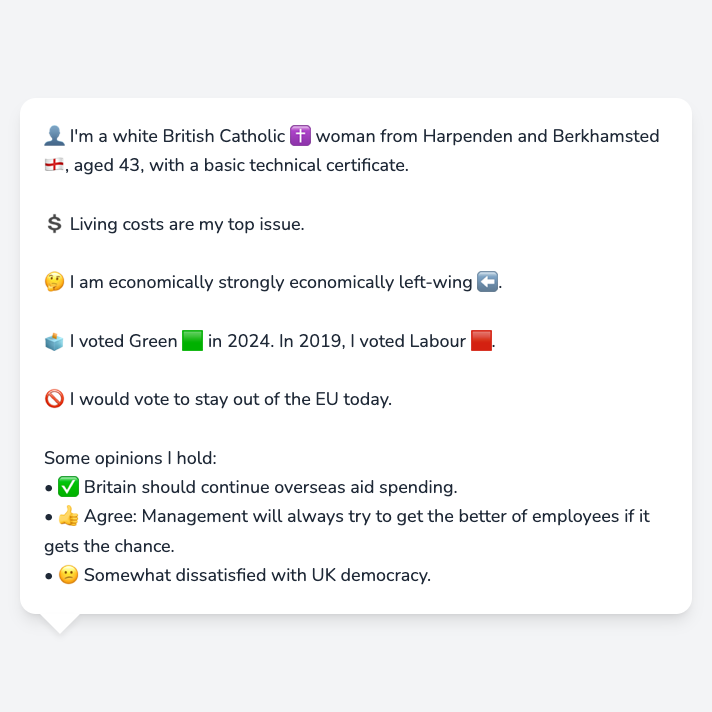 👤 I'm a white British Catholic ✝️ woman from Harpenden and Berkhamsted
🏴󠁧󠁢󠁥󠁮󠁧󠁿, aged 43, with a basic technical certificate.
💲 Living costs are my top issue.
🤔 I am economically strongly economically left-wing ⬅️.
🗳️ I voted Green 🟩 in 2024. In 2019, I voted Labour 🟥.
🚫 I would vote to stay out of the EU today.
Some opinions I hold:
• ✅ Britain should continue overseas aid spending.
• 👍 Agree: Management will always try to get the better of employees if it
gets the chance.
• 😕 Somewhat dissatisfied with UK democracy.